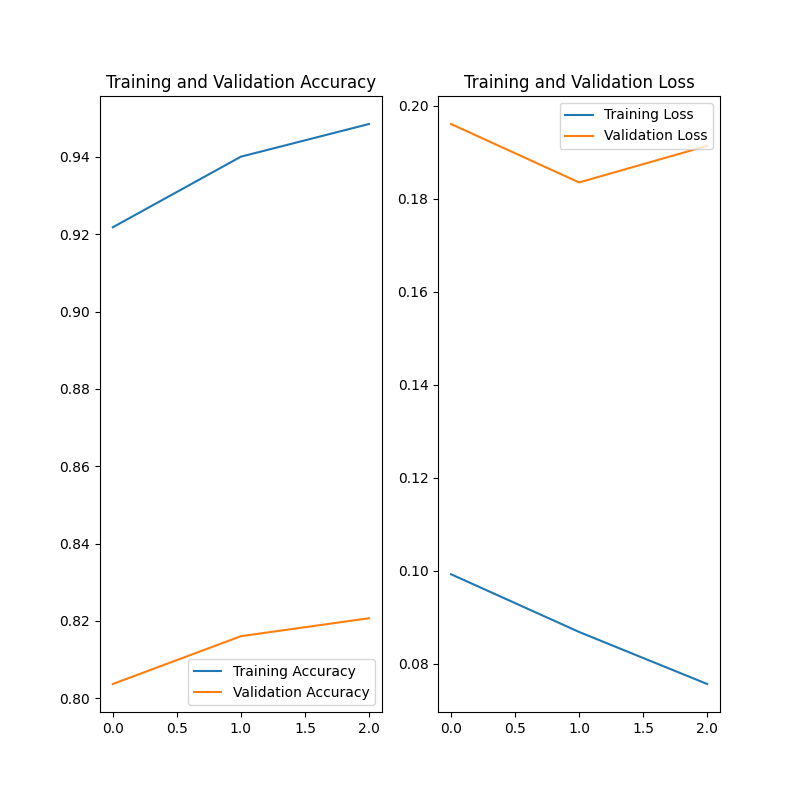 Training and Validation Accuracy
0.94
0.92
0.90
0.88
0.86
0.84
0.82
0.80
Training Accuracy
Validation Accuracy
0.0 0.5 1.0 1.5 2.0
Training and Validation Loss
0.20
0.18
0.16
0.14
0.12
0.10
0.08
Training Loss
Validation Loss
0.0 0.5 1.0 1.5 2.0